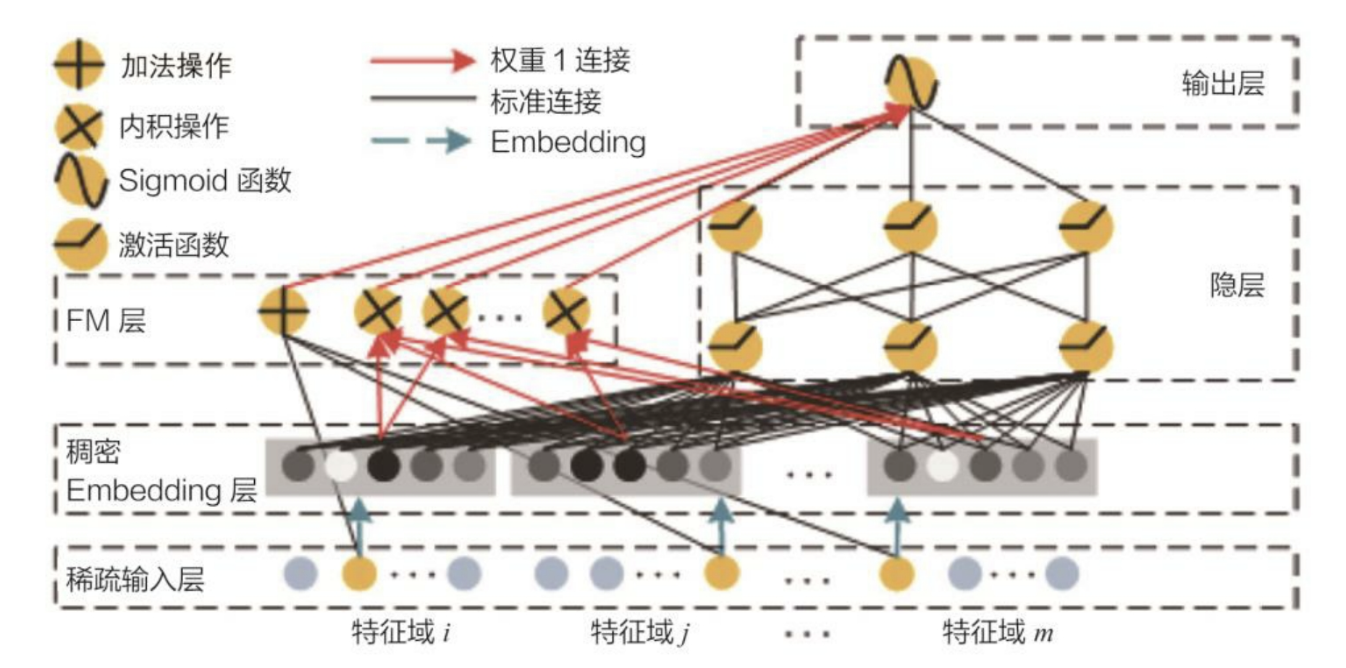 加法操作
内积操作
Sigmoid 函数
激活函数
权重 1 连接
标准连接
Embedding
输出层
隐层
FM 层
...
稠密
Embedding 层
...
稀疏输入层
... ... ... ...
特征域 i 特征域 j ... 特征域 m